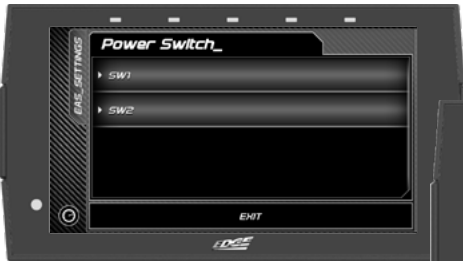 EAS_SETTINGS
Power Switch_
SW1
SW2
EXIT
EDGE